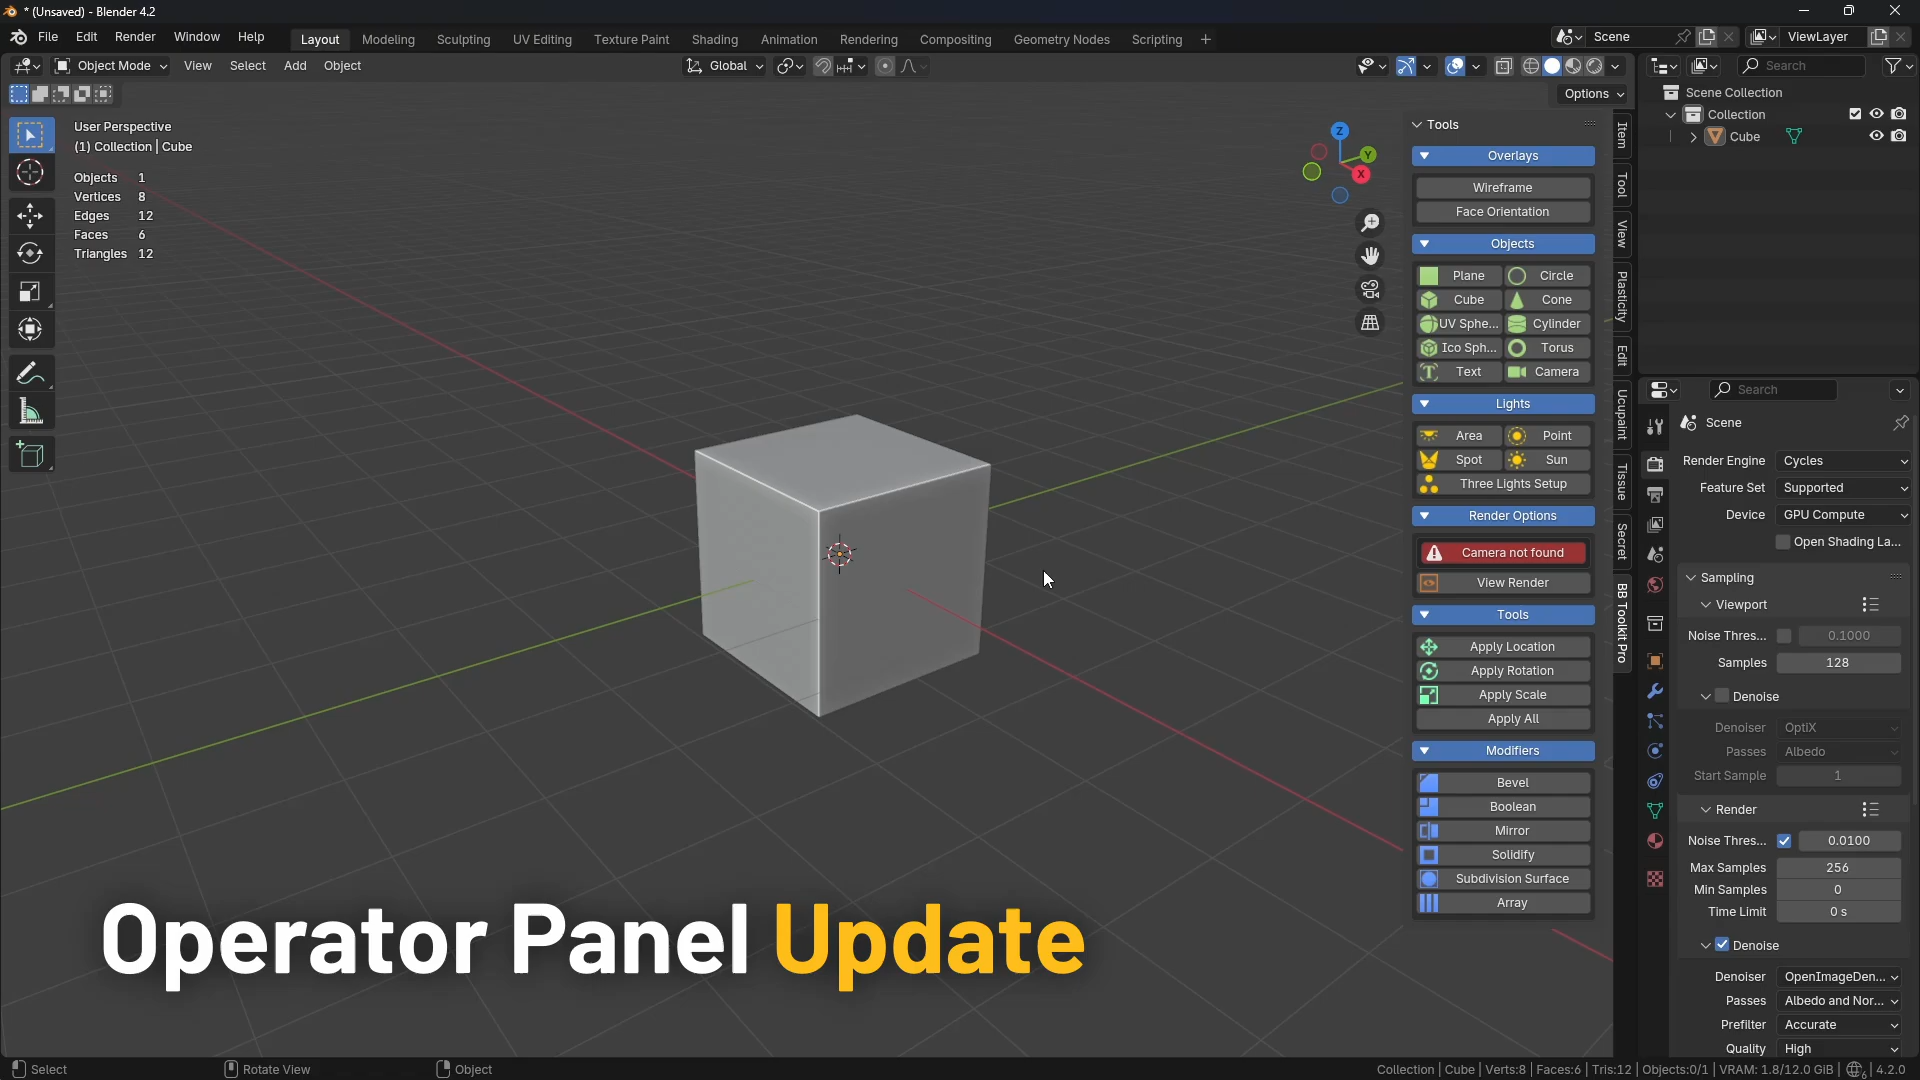 * (Unsaved) - Blender 4.2
File Edit Render Window Help
Layout Modeling Sculpting UV Editing Texture Paint Shading Animation Rendering Compositing Geometry Nodes Scripting +
Scene
ViewLayer
Object Mode View Select Add Object
Global
Search
Options
User Perspective
(1) Collection | Cube
Objects 1
Vertices 8
Edges 12
Faces 6
Triangles 12
Z
Y
X
Tools
Overlays
Wireframe
Face Orientation
Objects
Plane Circle
Cube Cone
UV Sphe... Cylinder
Ico Sph... Torus
Text Camera
Lights
Area Point
Spot Sun
Three Lights Setup
Render Options
Camera not found
View Render
Tools
Apply Location
Apply Rotation
Apply Scale
Apply All
Modifiers
Bevel
Boolean
Mirror
Solidify
Subdivision Surface
Array
Item
Tool
View
Plasticity
Edit
Ucupaint
Tissue
Secret
BB Toolkit Pro
Scene Collection
Collection
Cube
Search
Scene
Render Engine Cycles
Feature Set Supported
Device GPU Compute
Open Shading La...
Sampling
Viewport
Noise Thres... 0.1000
Samples 128
Denoise
Denoiser OptiX
Passes Albedo
Start Sample 1
Render
Noise Thres... 0.0100
Max Samples 256
Min Samples 0
Time Limit 0 s
Denoise
Denoiser OpenImageDen...
Passes Albedo and Nor...
Prefilter Accurate
Quality High
Operator Panel Update
Select Rotate View Object
Collection | Cube | Verts:8 | Faces:6 | Tris:12 | Objects:0/1 | VRAM: 1.8/12.0 GiB | 4.2.0